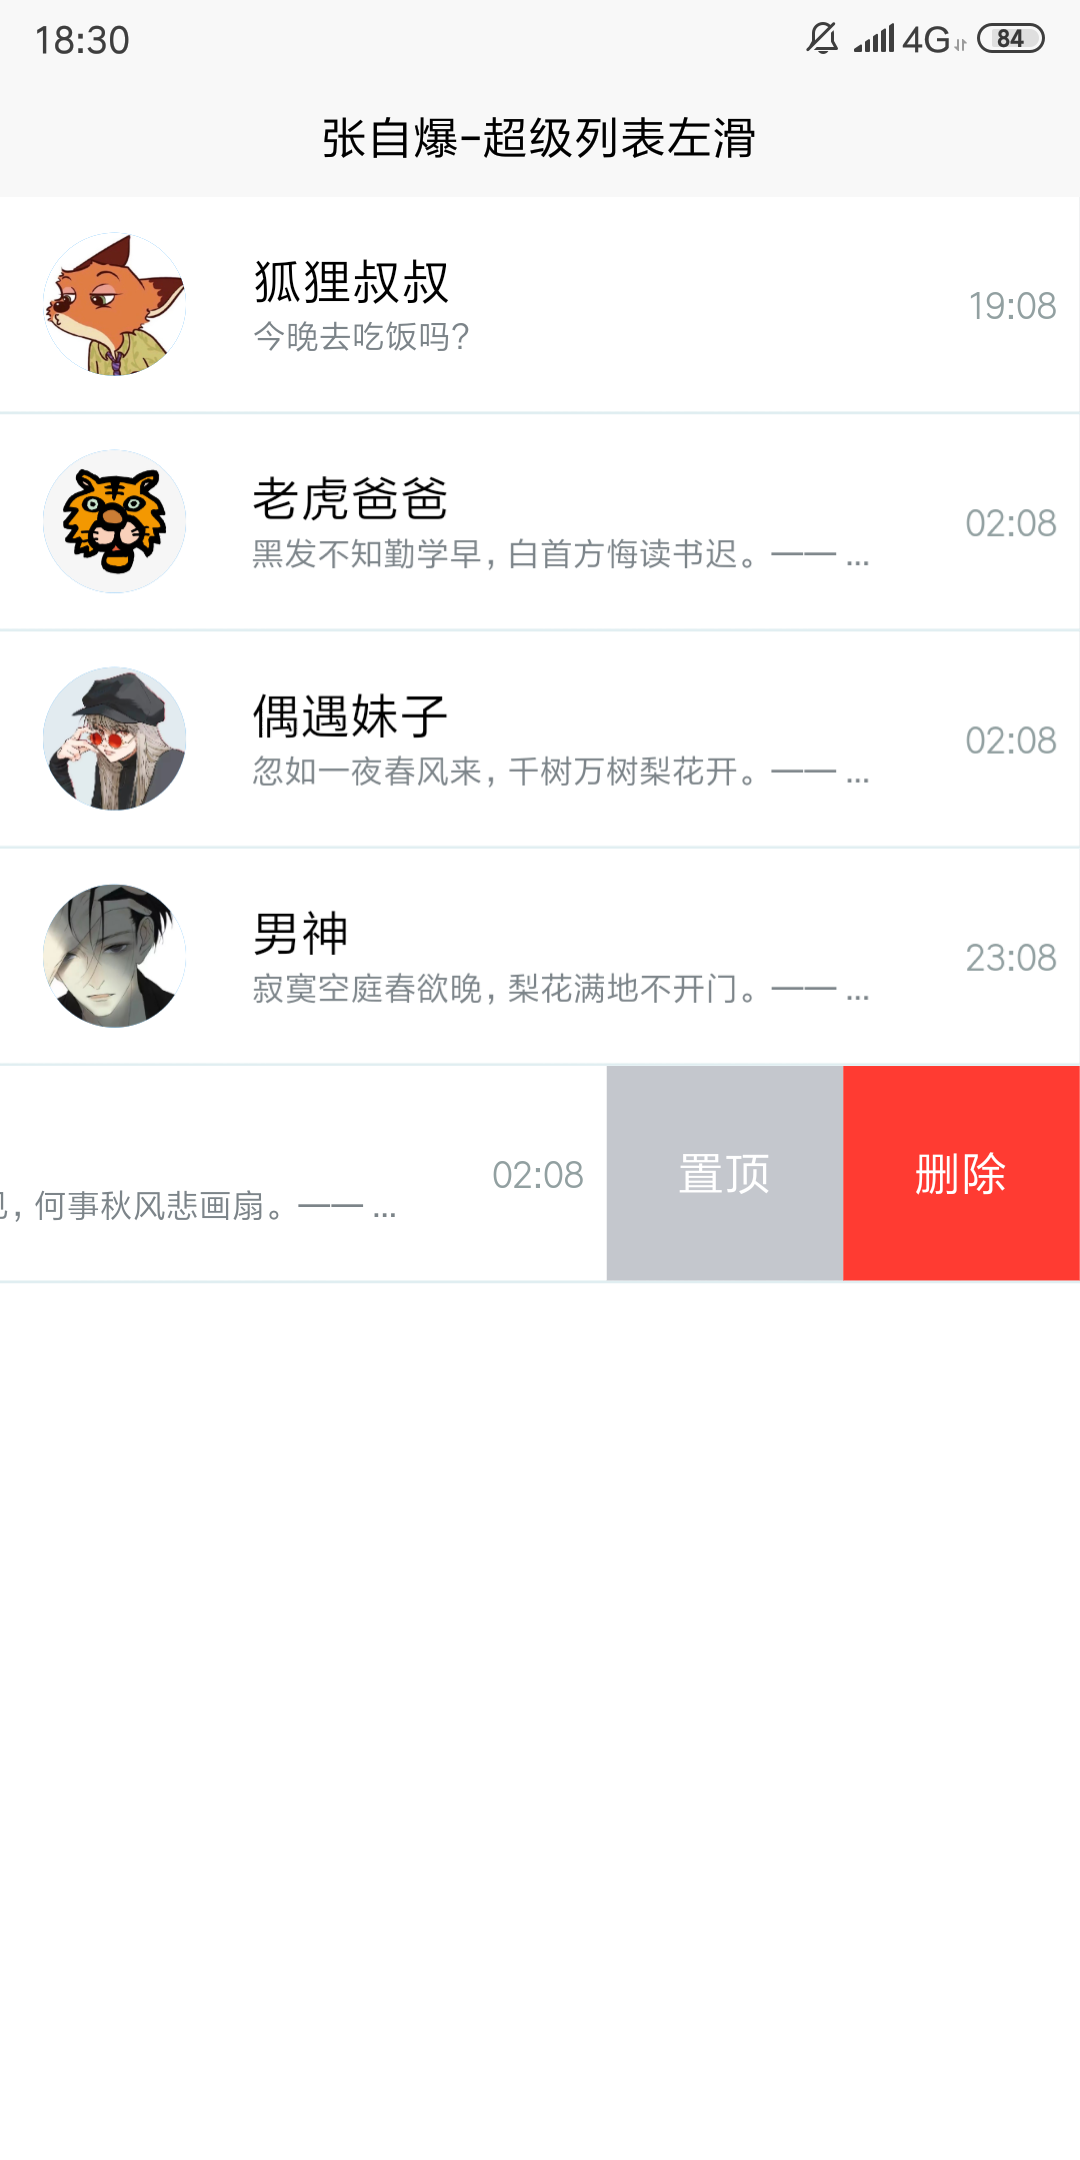 18:30 4G 84
张自爆-超级列表左滑
狐狸叔叔
今晚去吃饭吗?
19:08
老虎爸爸
黑发不知勤学早,白首方悔读书迟。—— ...
02:08
偶遇妹子
忽如一夜春风来,千树万树梨花开。—— ...
02:08
男神
寂寞空庭春欲晚,梨花满地不开门。—— ...
23:08
,何事秋风悲画扇。—— ...
02:08
置顶
删除